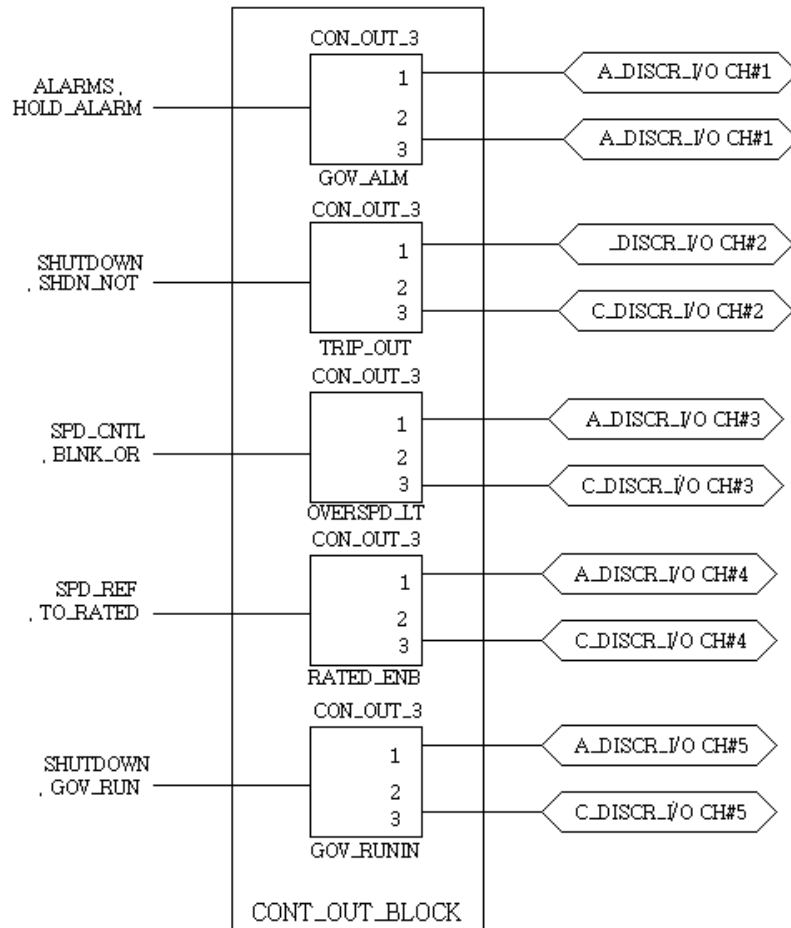 CON_OUT_3
ALARMS.
HOLD_ALARM
1
2
3
A_DISCR_I/O CH#1
A_DISCR_I/O CH#1
GOV_ALM
CON_OUT_3
SHUTDOWN
. SHDN_NOT
1
2
3
_DISCR_I/O CH#2
C_DISCR_I/O CH#2
TRIP_OUT
CON_OUT_3
SPD_CNTL
. BLNK_OR
1
2
3
A_DISCR_I/O CH#3
C_DISCR_I/O CH#3
OVERSPD_LT
CON_OUT_3
SPD_REF
. TO_RATED
1
2
3
A_DISCR_I/O CH#4
C_DISCR_I/O CH#4
RATED_ENB
CON_OUT_3
SHUTDOWN
. GOV_RUN
1
2
3
A_DISCR_I/O CH#5
C_DISCR_I/O CH#5
GOV_RUNIN
CONT_OUT_BLOCK